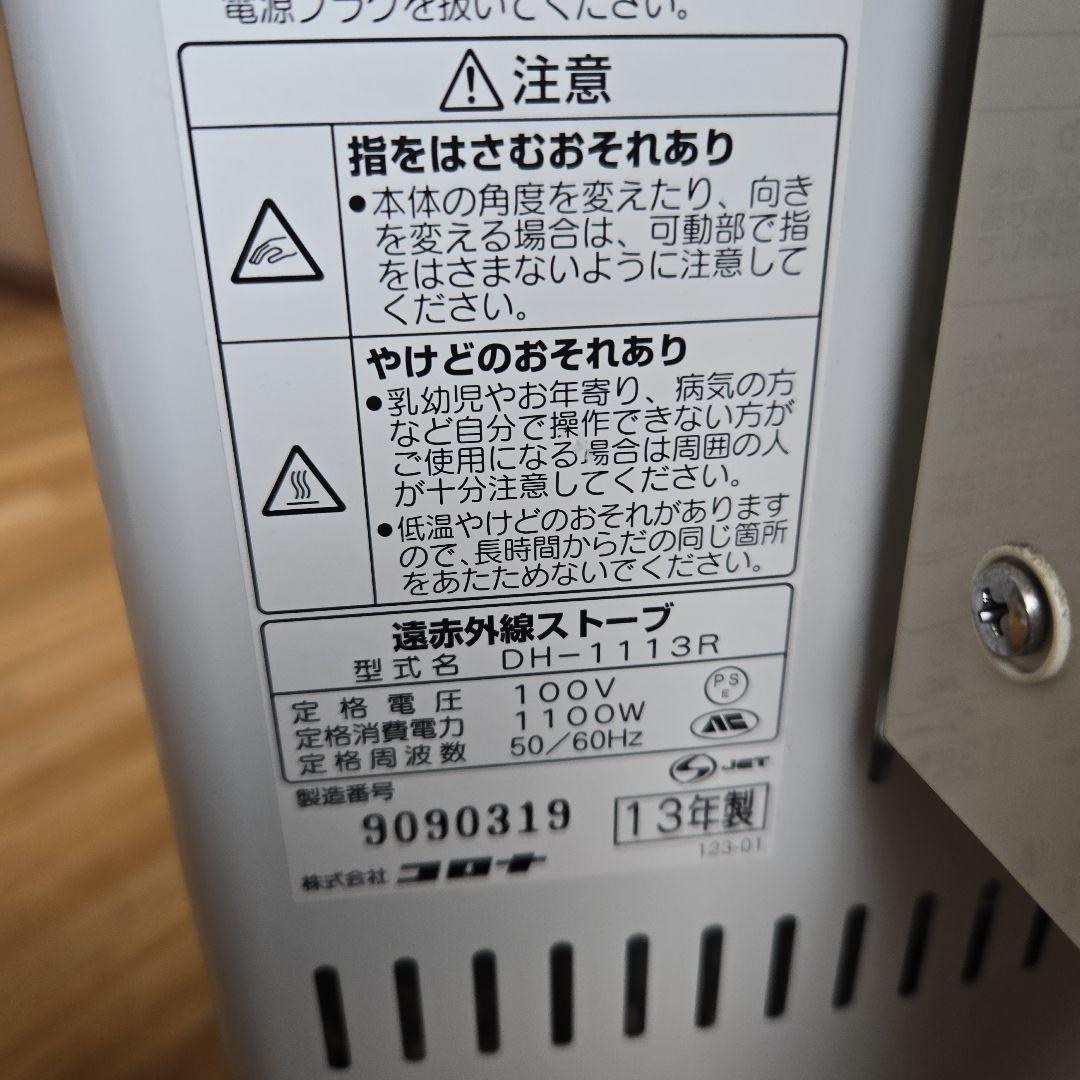 電源プラグを抜いてください。
注意
指をはさむおそれあり
●本体の角度を変えたり、向き
を変える場合は、可動部で指
をはさまないように注意して
ください。
やけどのおそれあり
●乳幼児やお年寄り、病気の方
など自分で操作できない方が
ご使用になる場合は周囲の人
が十分注意してください。
●低温やけどのおそれがあります
ので、長時間からだの同じ箇所
をあたためないでください。
遠赤外線ストーブ
型式名 DH-1113R
定格電圧 100V
定格消費電力 1100W
定格周波数 50/60Hz
PSE
JET
製造番号
9090319
13年製
123-01
株式会社 コロナ